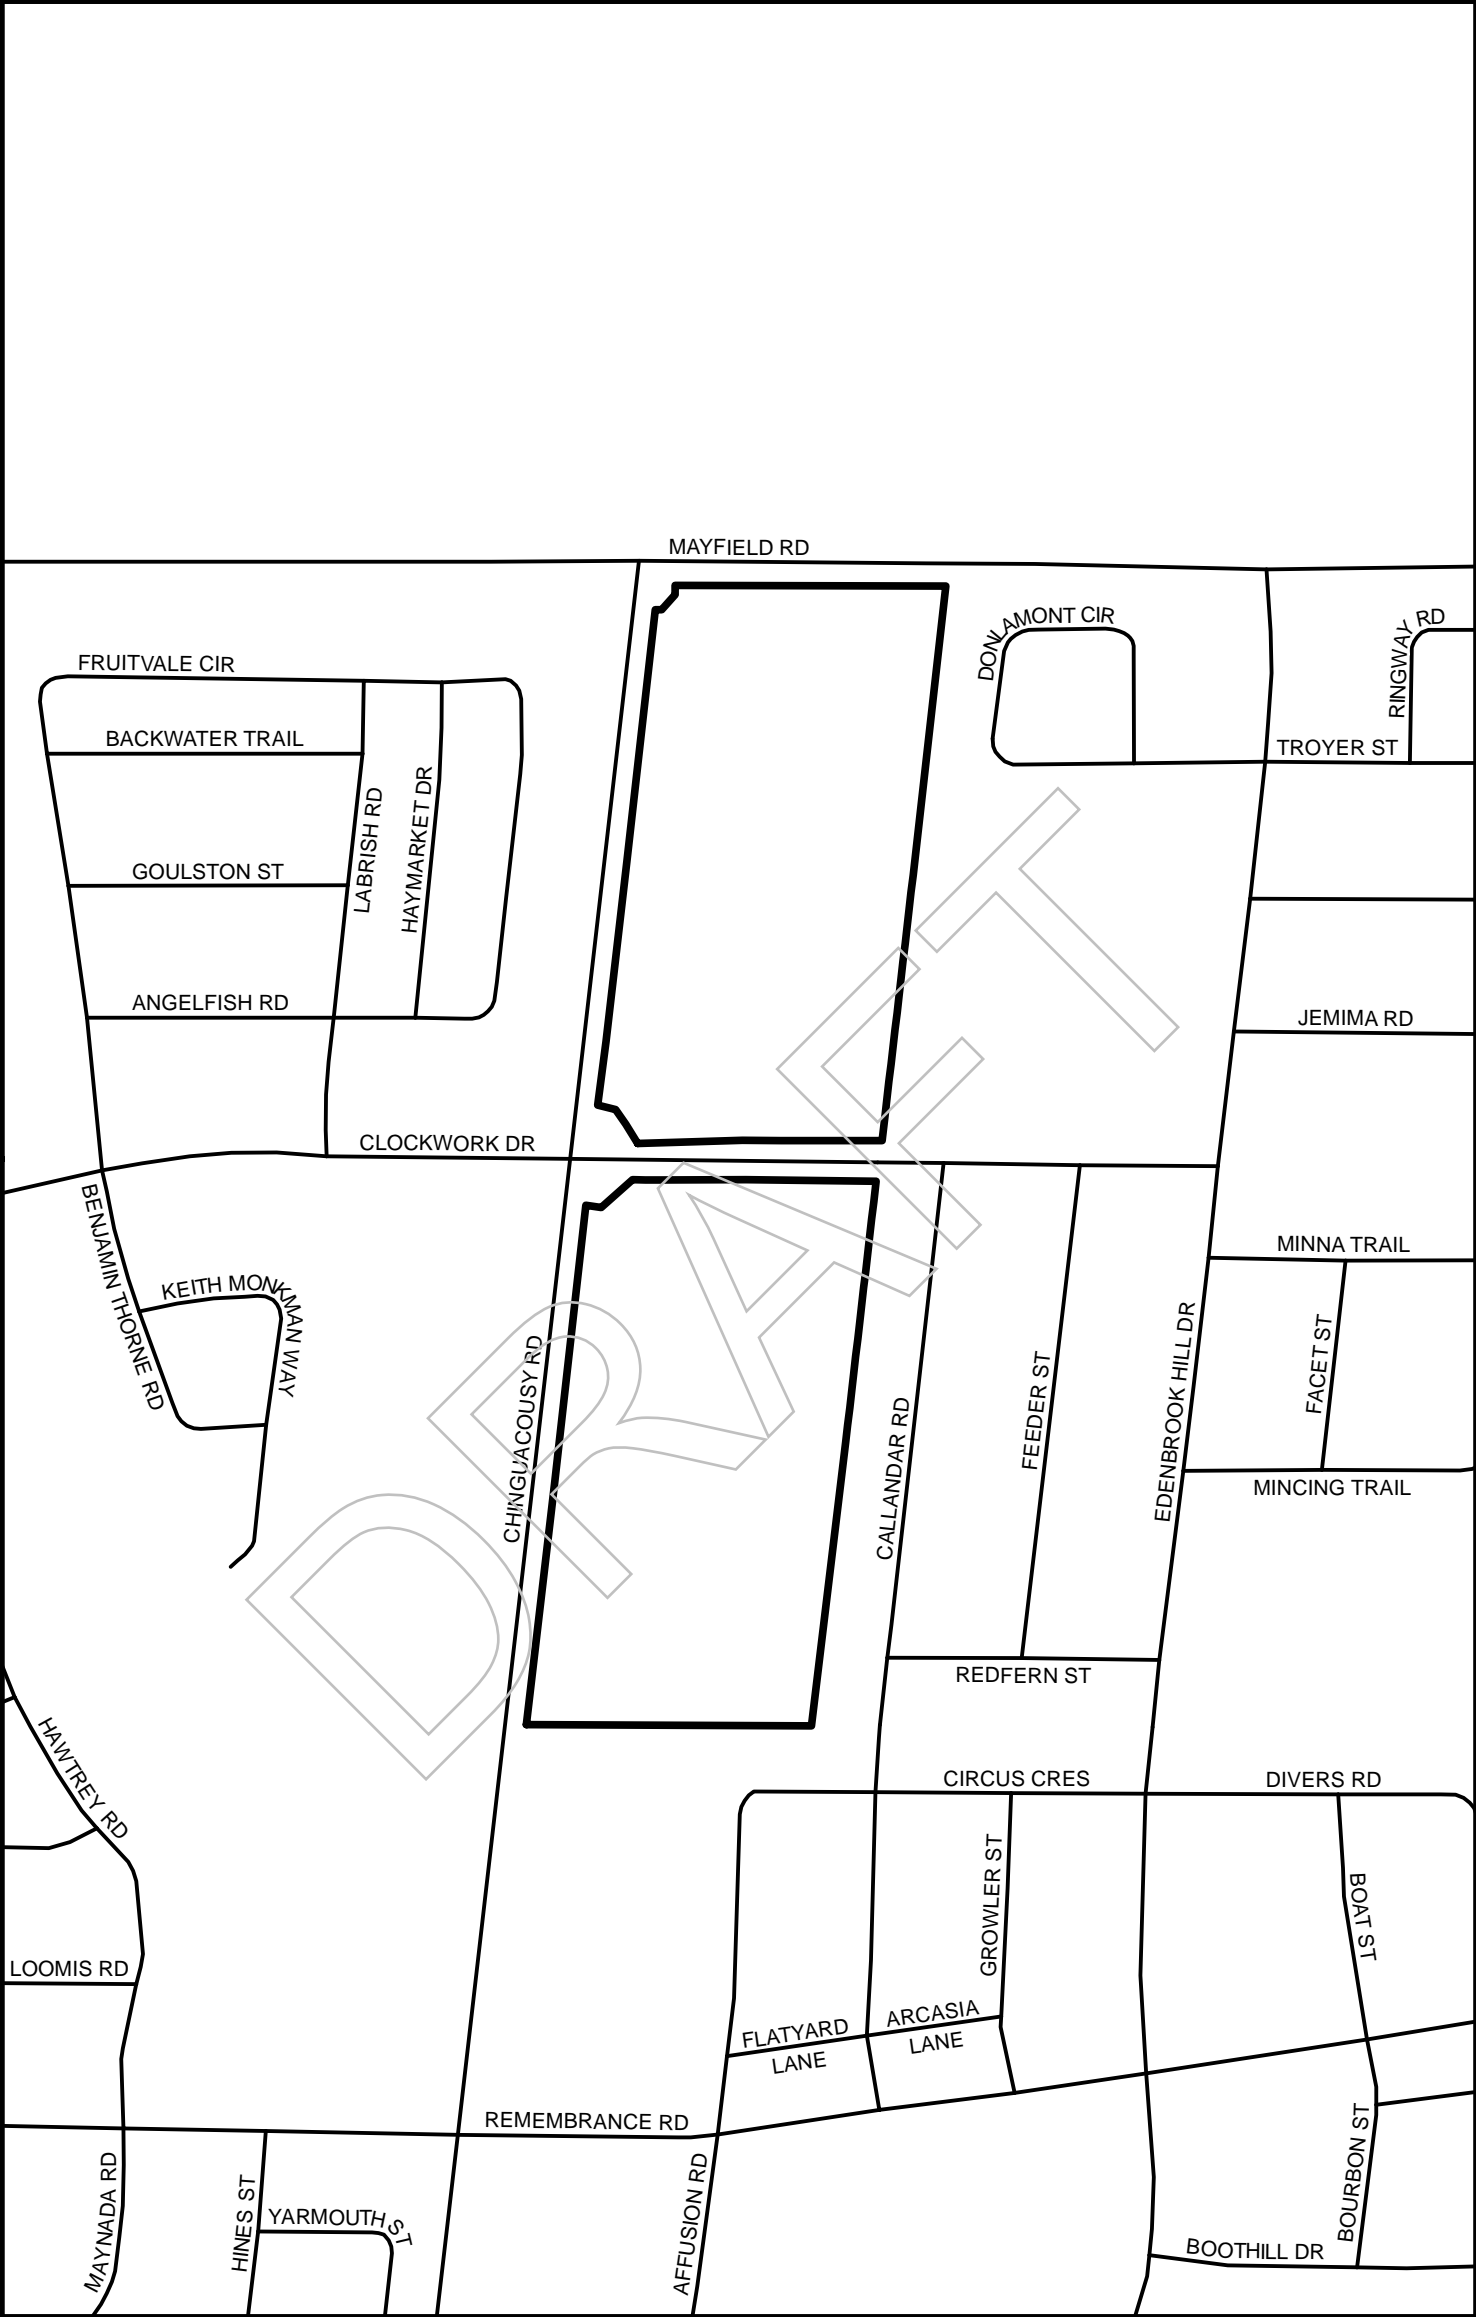 MAYFIELD RD
DONLAMONT CIR
RINGWAY RD
FRUITVALE CIR
BACKWATER TRAIL
TROYER ST
LABRISH RD
HAYMARKET DR
GOULSTON ST
ANGELFISH RD
JEMIMA RD
CLOCKWORK DR
BENJAMIN THORNE RD
KEITH MONKMAN WAY
MINNA TRAIL
CHINGUACOUSY RD
CALLANDAR RD
FEEDER ST
EDENBROOK HILL DR
FACET ST
MINCING TRAIL
DRAFT
REDFERN ST
HAWTREY RD
CIRCUS CRES
DIVERS RD
GROWLER ST
BOAT ST
LOOMIS RD
FLATYARD
LANE
ARCASIA
LANE
REMEMBRANCE RD
MAYNADA RD
HINES ST
YARMOUTH ST
AFFUSION RD
BOURBON ST
BOOTHILL DR